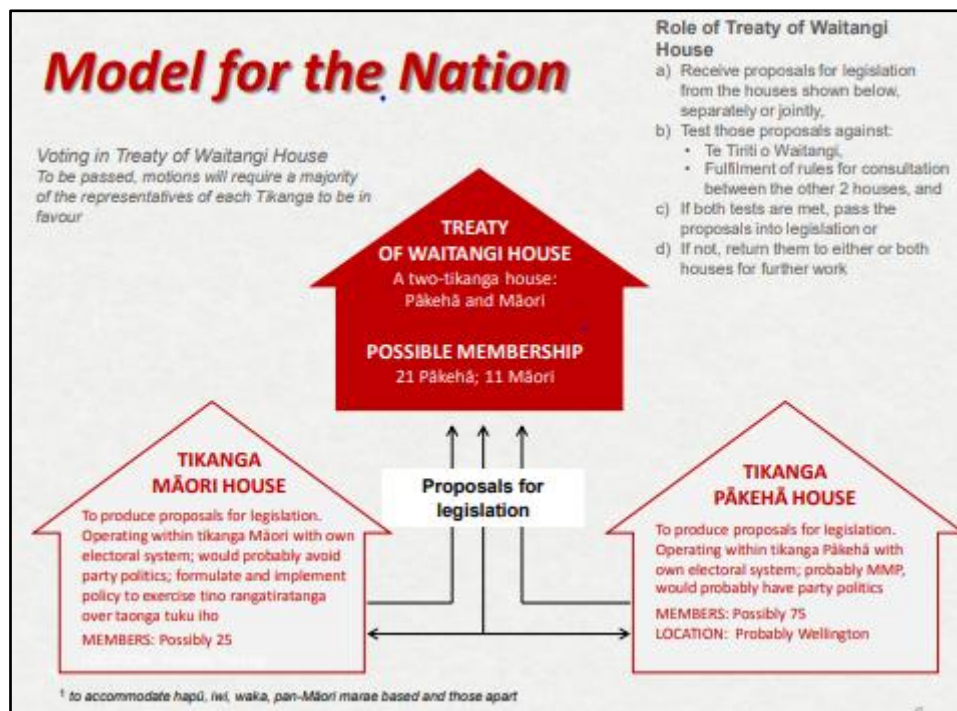 Model for the Nation
Voting in Treaty of Waitangi House
To be passed, motions will require a majority
of the representatives of each Tikanga to be in
favour
Role of Treaty of Waitangi
House
a) Receive proposals for legislation
from the houses shown below,
separately or jointly,
b) Test those proposals against:
• Te Tiriti o Waitangi,
• Fulfilment of rules for consultation
between the other 2 houses, and
c) If both tests are met, pass the
proposals into legislation or
d) If not, return them to either or both
houses for further work
TREATY
OF WAITANGI HOUSE
A two-tikanga house:
Pākehā and Māori
POSSIBLE MEMBERSHIP
21 Pākehā; 11 Māori
TIKANGA
MĀORI HOUSE
To produce proposals for legislation.
Operating within tikanga Māori with own
electoral system; would probably avoid
party politics; formulate and implement
policy to exercise tino rangatiratanga
over taonga tuku iho
MEMBERS: Possibly 25
Proposals for
legislation
TIKANGA
PĀKEHĀ HOUSE
To produce proposals for legislation.
Operating within tikanga Pākehā with
own electoral system; probably MMP,
would probably have party politics
MEMBERS: Possibly 75
LOCATION: Probably Wellington
¹ to accommodate hapū, iwi, waka, pan-Māori marae based and those apart